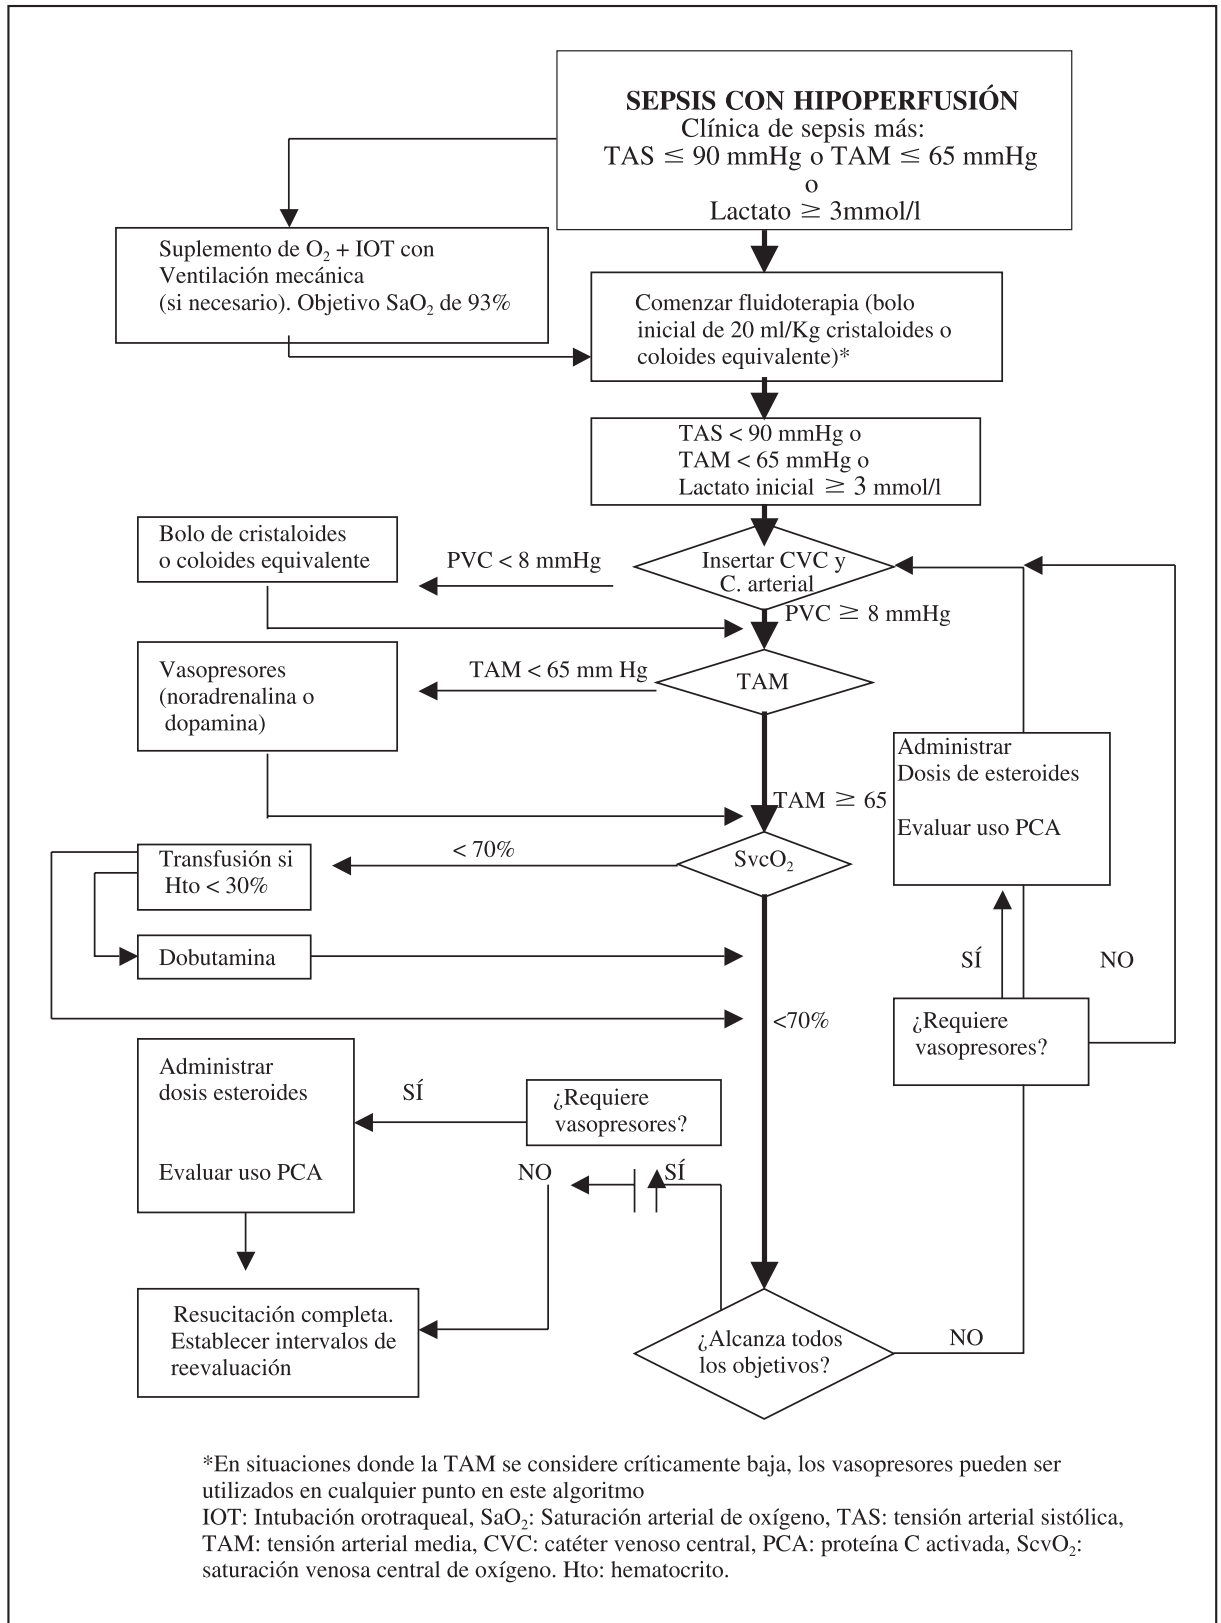 SEPSIS CON HIPOPERFUSIÓN
Clínica de sepsis más:
TAS ≤ 90 mmHg o TAM ≤ 65 mmHg
o
Lactato ≥ 3mmol/l
Suplemento de O₂ + IOT con
Ventilación mecánica
(si necesario). Objetivo SaO₂ de 93%
Comenzar fluidoterapia (bolo
inicial de 20 ml/Kg cristaloides o
coloides equivalente)*
TAS < 90 mmHg o
TAM < 65 mmHg o
Lactato inicial ≥ 3 mmol/l
Bolo de cristaloides
o coloides equivalente
PVC < 8 mmHg
Insertar CVC y
C. arterial
PVC ≥ 8 mmHg
Vasopresores
(noradrenalina o
dopamina)
TAM < 65 mm Hg
TAM
TAM ≥ 65
Administrar
Dosis de esteroides
Evaluar uso PCA
Transfusión si
Hto < 30%
< 70%
SvcO₂
Dobutamina
SÍ
NO
<70%
¿Requiere
vasopresores?
Administrar
dosis esteroides
Evaluar uso PCA
SÍ
¿Requiere
vasopresores?
NO
SÍ
Resucitación completa.
Establecer intervalos de
reevaluación
¿Alcanza todos
los objetivos?
NO
*En situaciones donde la TAM se considere críticamente baja, los vasopresores pueden ser
utilizados en cualquier punto en este algoritmo
IOT: Intubación orotraqueal, SaO₂: Saturación arterial de oxígeno, TAS: tensión arterial sistólica,
TAM: tensión arterial media, CVC: catéter venoso central, PCA: proteína C activada, ScvO₂:
saturación venosa central de oxígeno. Hto: hematocrito.